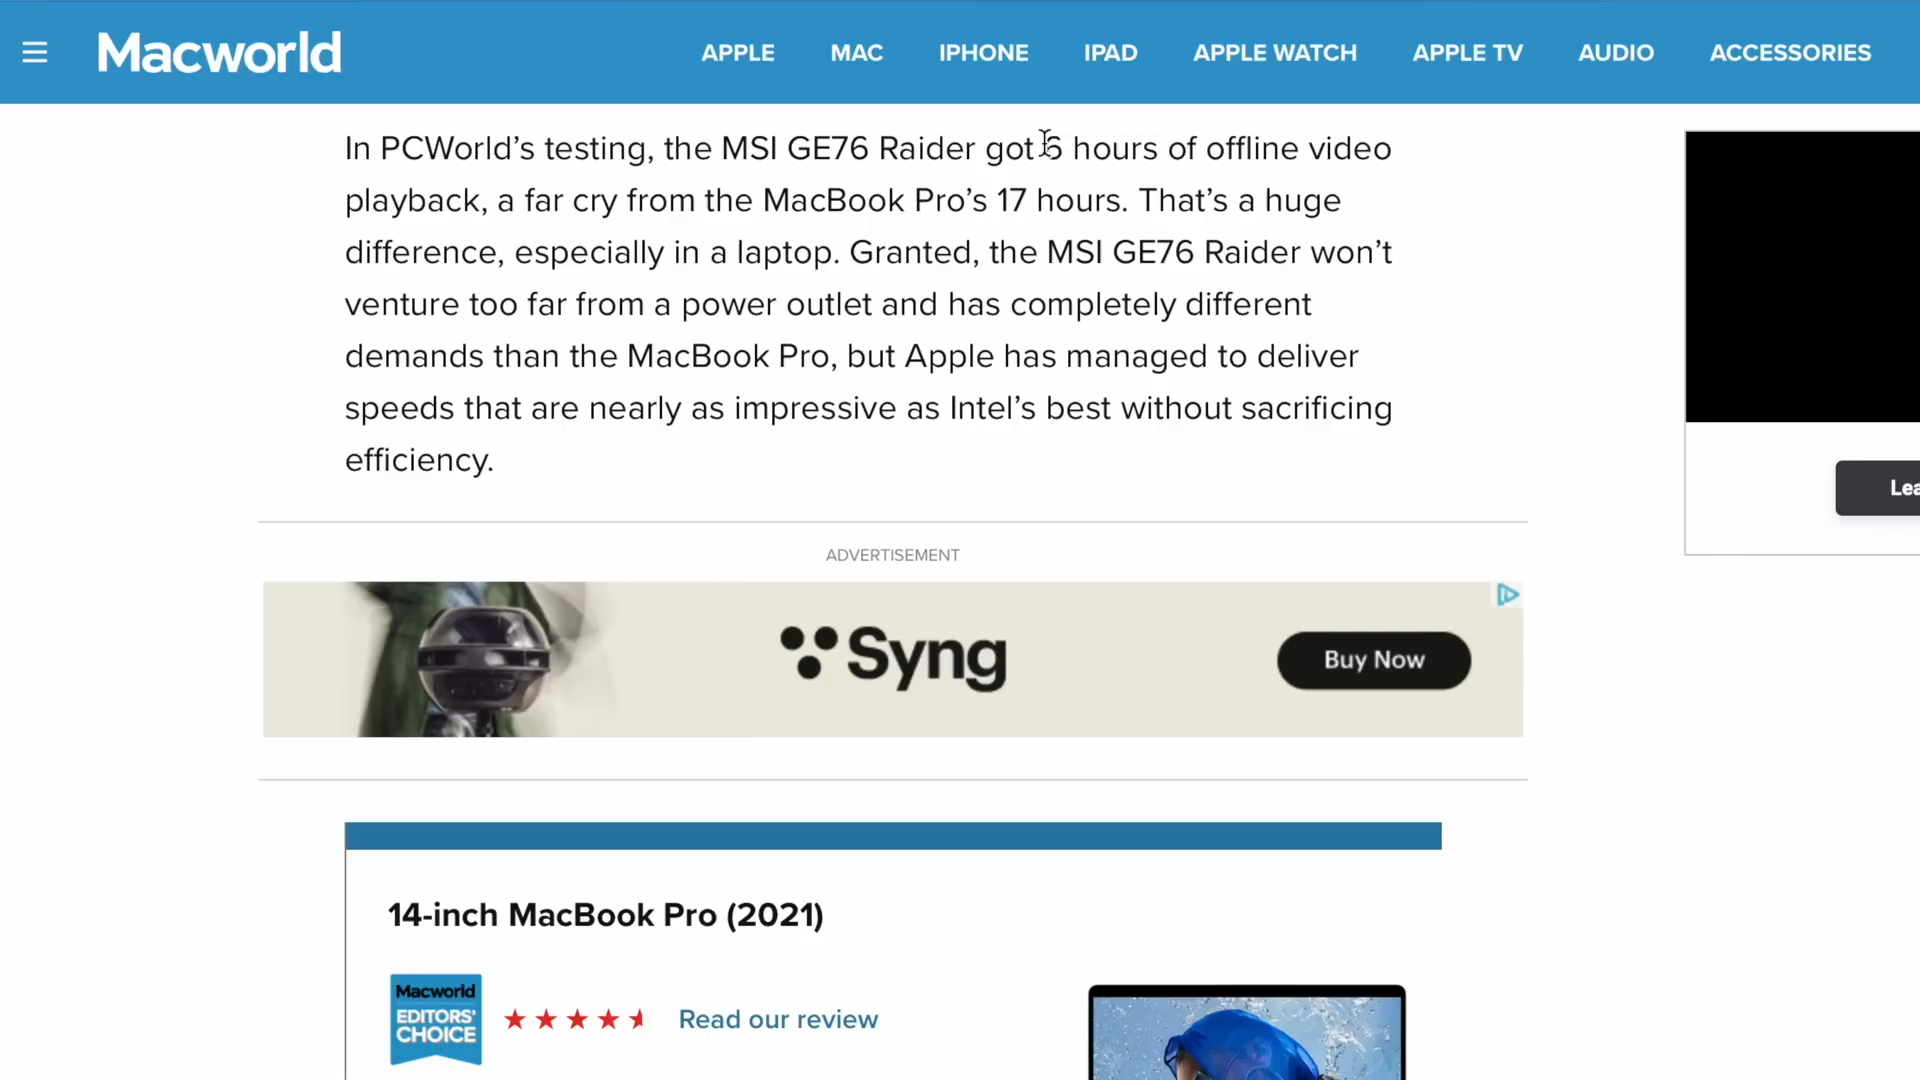 Macworld
APPLE MAC IPHONE IPAD APPLE WATCH APPLE TV AUDIO ACCESSORIES
In PCWorld’s testing, the MSI GE76 Raider got 6 hours of offline video
playback, a far cry from the MacBook Pro’s 17 hours. That’s a huge
difference, especially in a laptop. Granted, the MSI GE76 Raider won’t
venture too far from a power outlet and has completely different
demands than the MacBook Pro, but Apple has managed to deliver
speeds that are nearly as impressive as Intel’s best without sacrificing
efficiency.
Lea
ADVERTISEMENT
Syng
Buy Now
14-inch MacBook Pro (2021)
Macworld
EDITORS’
CHOICE
Read our review